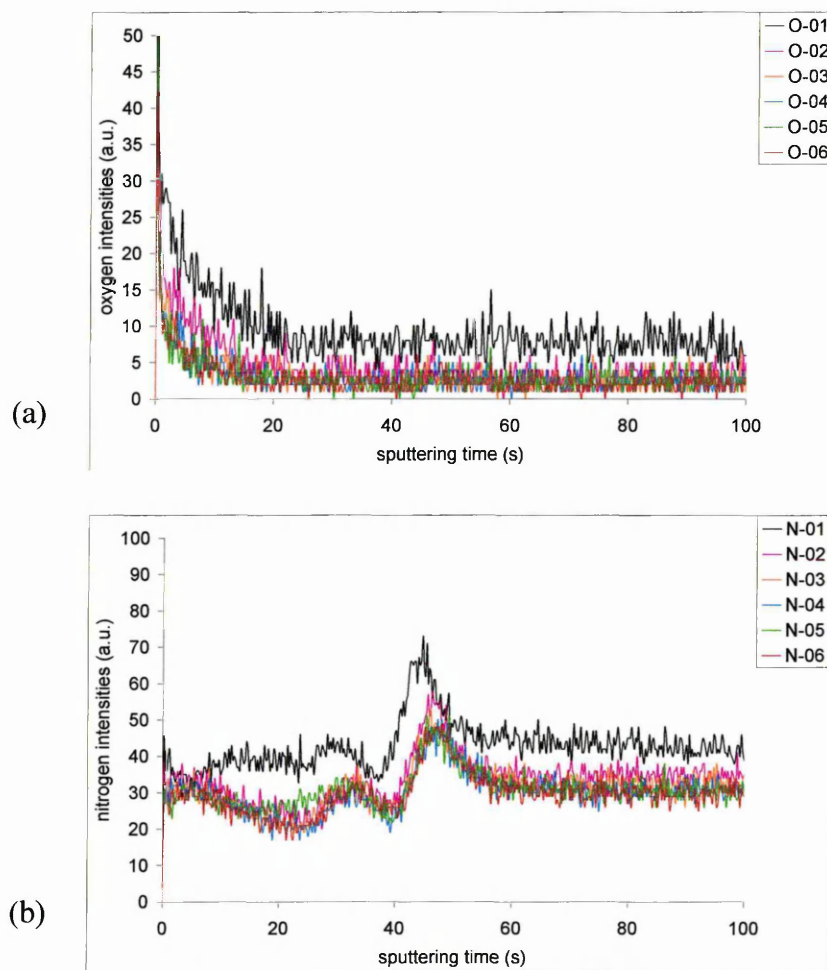 O-01
O-02
O-03
O-04
O-05
O-06
50
45
40
35
30
25
20
15
10
5
0
oxygen intensities (a.u.)
0 20 40 60 80 100
sputtering time (s)
(a)
N-01
N-02
N-03
N-04
N-05
N-06
100
90
80
70
60
50
40
30
20
10
0
nitrogen intensities (a.u.)
0 20 40 60 80 100
sputtering time (s)
(b)